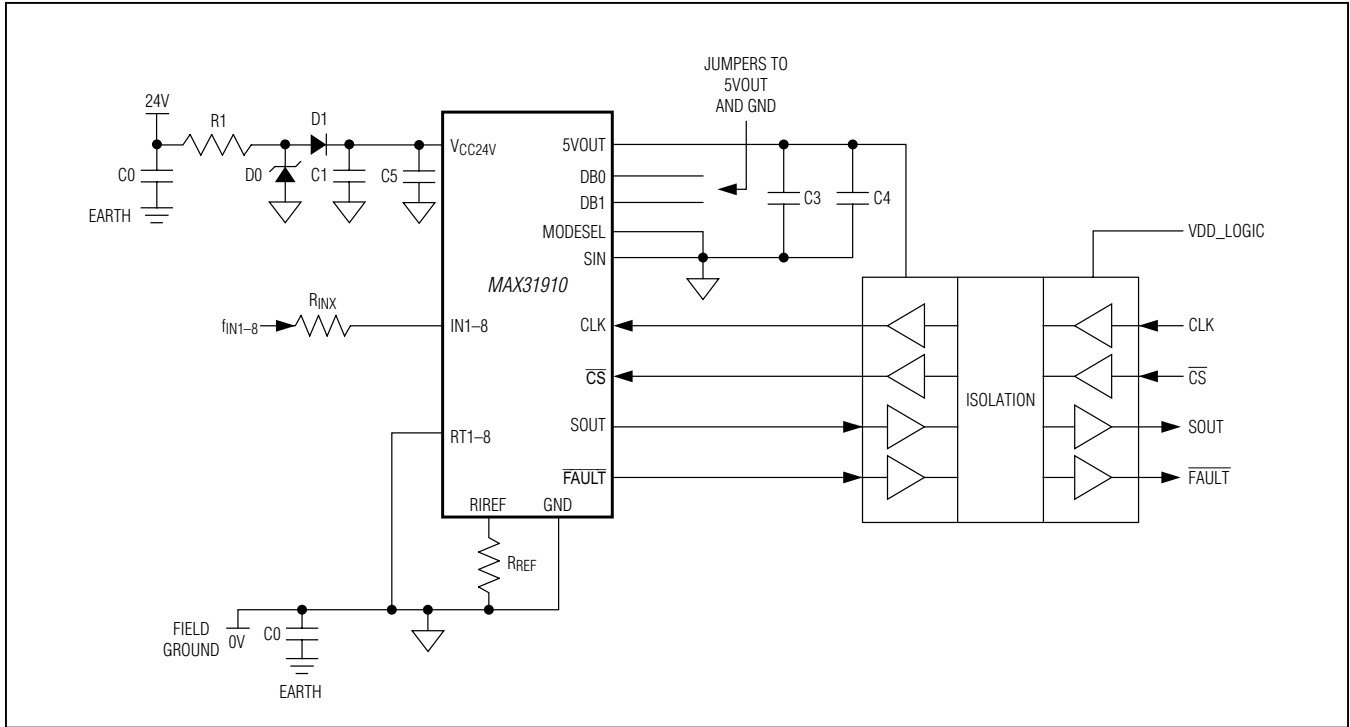 JUMPERS TO
5VOUT
AND GND
24V
R1
D1
VCC24V
5VOUT
C0
D0
C1
C5
DB0
DB1
C3
C4
EARTH
MODESEL
SIN
VDD_LOGIC
MAX31910
RINX
fIN1–8
IN1–8
CLK
CLK
CS
CS
ISOLATION
RT1–8
SOUT
SOUT
FAULT
FAULT
RIREF
GND
RREF
FIELD
GROUND
0V
C0
EARTH